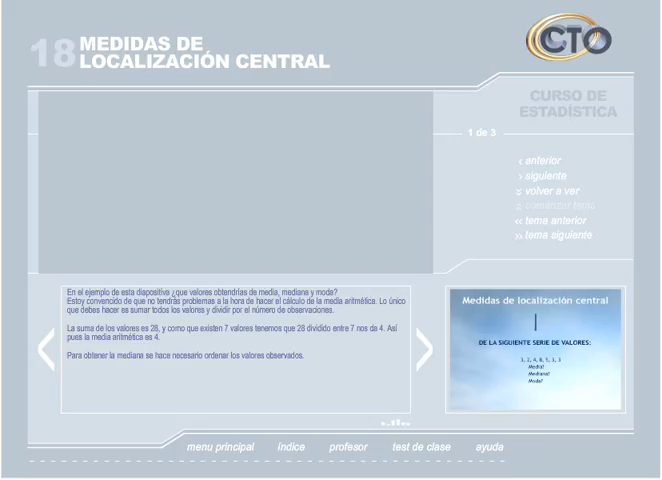 18 MEDIDAS DE
LOCALIZACIÓN CENTRAL
CTO
CURSO DE
ESTADÍSTICA
1 de 3
‹ anterior
› siguiente
volver a ver
comenzar tema
‹‹ tema anterior
›› tema siguiente
En el ejemplo de esta diapositiva ¿que valores obtendrías de media, mediana y moda?
Estoy convencido de que no tendrás problemas a la hora de hacer el cálculo de la media aritmética. Lo único
que debes hacer es sumar todos los valores y dividir por el número de observaciones.
La suma de los valores es 28, y como que existen 7 valores tenemos que 28 dividido entre 7 nos da 4. Así
pues la media aritmética es 4.
Para obtener la mediana se hace necesario ordenar los valores observados.
Medidas de localización central
DE LA SIGUIENTE SERIE DE VALORES:
Media?
Mediana?
Moda?
menu principal índice profesor test de clase ayuda